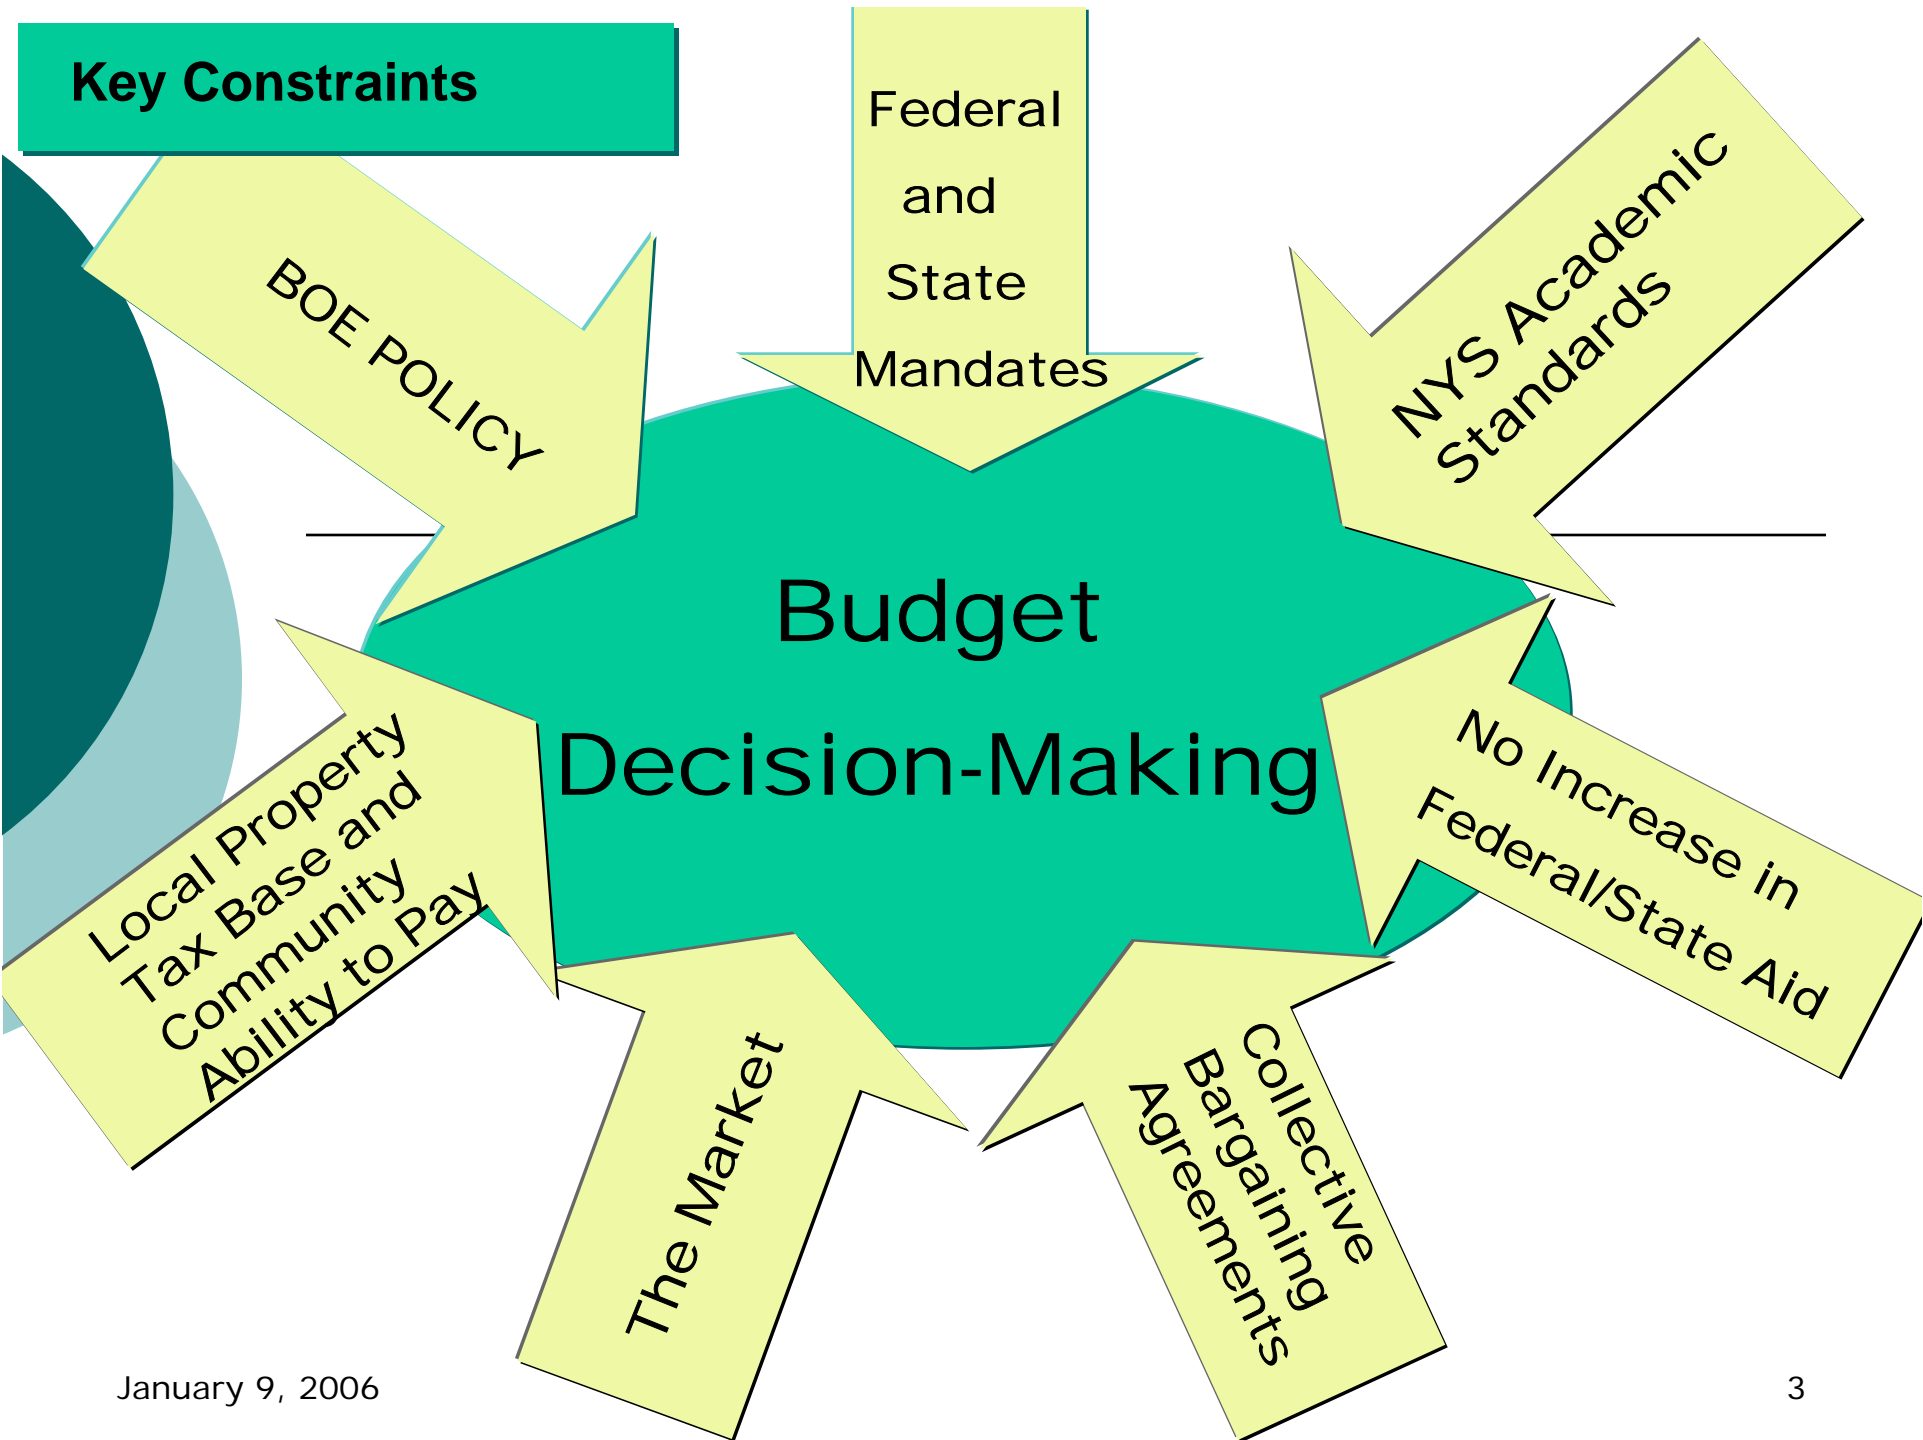 Key Constraints
Federal
and
State
Mandates
BOE POLICY
NYS Academic
Standards
Budget
Decision-Making
No Increase in
Federal/State Aid
Local Property
Tax Base and
Community
Ability to Pay
The Market
Collective
Bargaining
Agreements
January 9, 2006
3